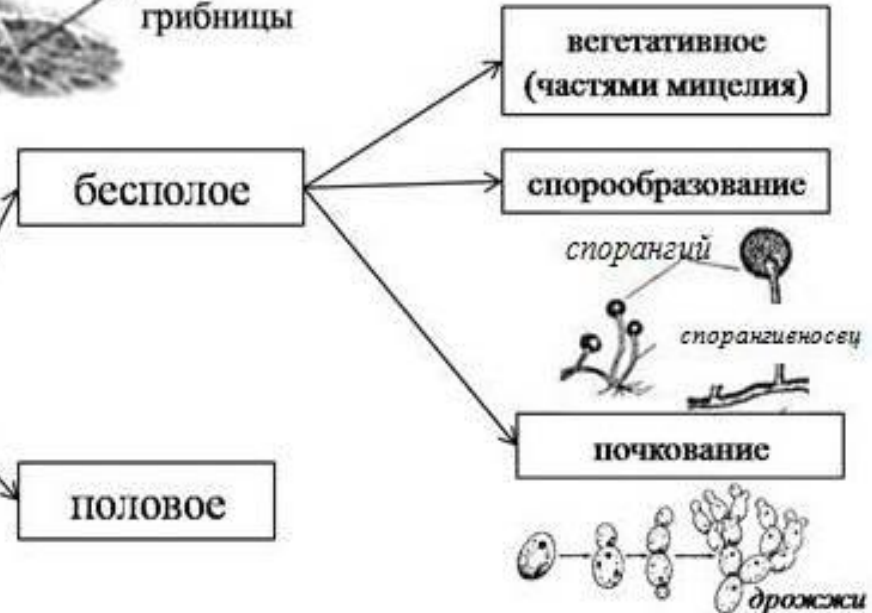 грибницы
вегетативное
(частями мицелия)
бесполое
спорообразование
спорангий
спорангиеносец
почкование
половое
дрожжи